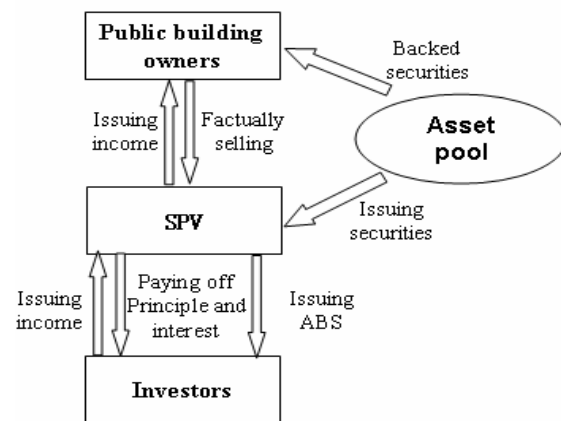 Public building
owners
Backed
securities
Issuing
income
Factually
selling
Asset
pool
SPV
Issuing
securities
Issuing
income
Paying off
Principle and
interest
Issuing
ABS
Investors